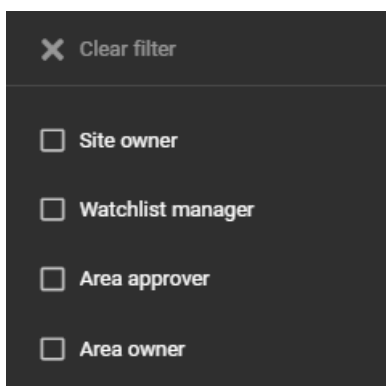 Clear filter
Site owner
Watchlist manager
Area approver
Area owner